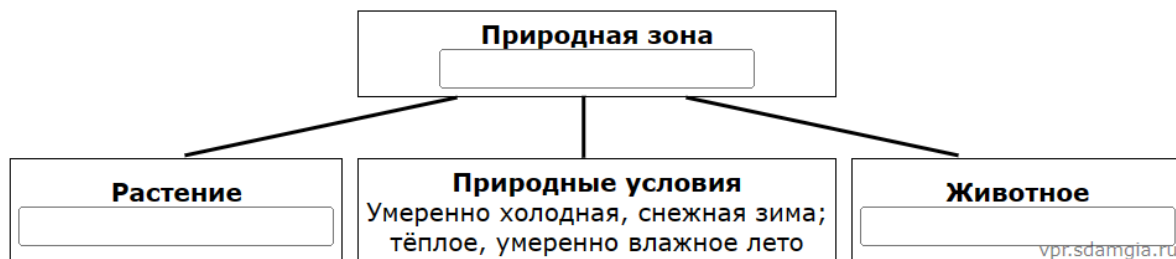 Природная зона
Растение
Природные условия
Умеренно холодная, снежная зима;
тёплое, умеренно влажное лето
Животное
vpr.sdamgia.ru